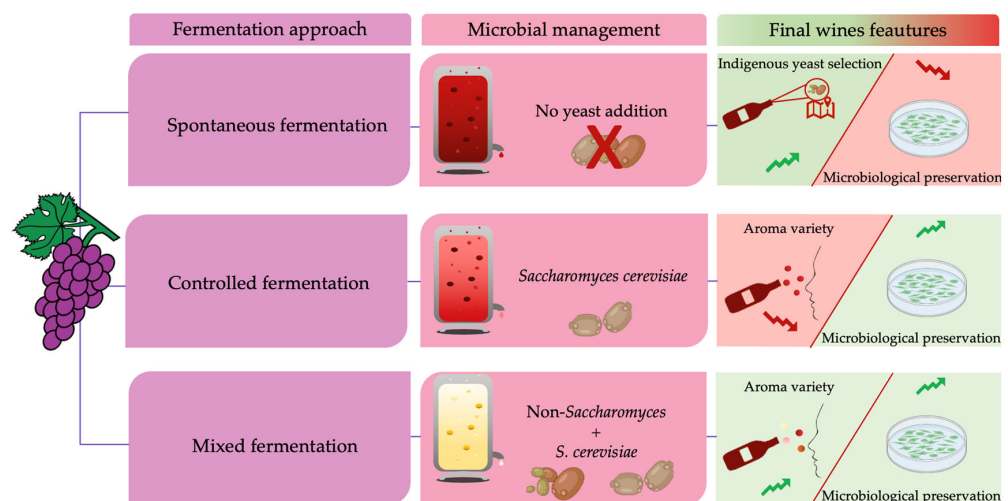 Fermentation approach
Microbial management
Final wines feautures
Spontaneous fermentation
No yeast addition
X
Indigenous yeast selection
Microbiological preservation
Controlled fermentation
Saccharomyces cerevisiae
Aroma variety
Microbiological preservation
Mixed fermentation
Non-Saccharomyces
+
S. cerevisiae
Aroma variety
Microbiological preservation